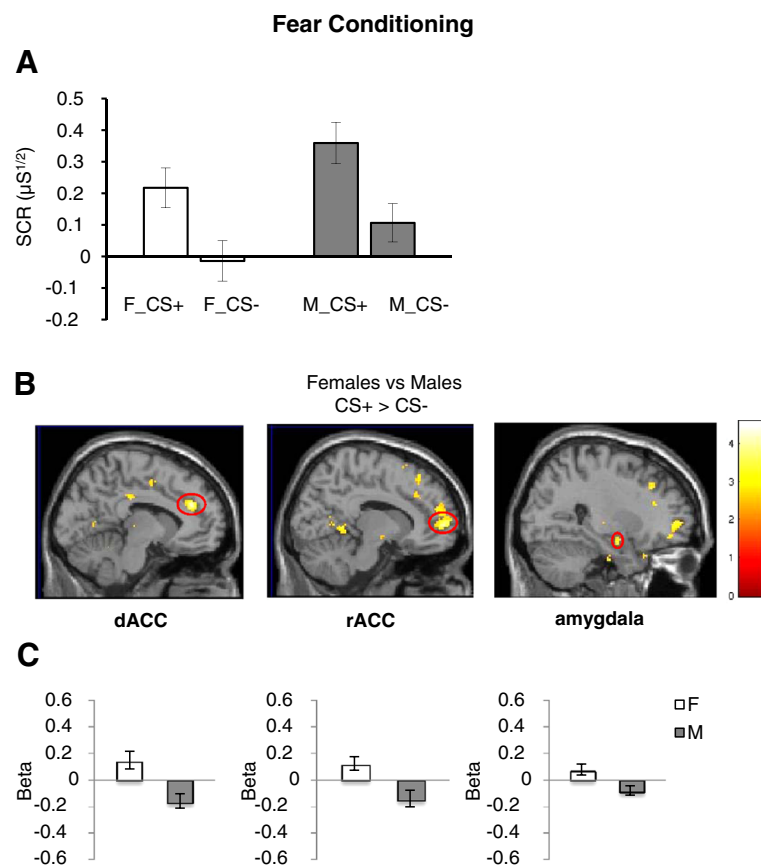 Fear Conditioning
A
0.5
0.4
0.3
0.2
0.1
0
-0.1
-0.2
SCR (µS1/2)
F_CS+ F_CS- M_CS+ M_CS-
B
Females vs Males
CS+ > CS-
4
3
2
1
0
dACC rACC amygdala
C
0.6 0.6 0.6
0.4 0.4 0.4
0.2 0.2 0.2
0 0 0
-0.2 -0.2 -0.2
-0.4 -0.4 -0.4
-0.6 -0.6 -0.6
Beta Beta Beta
F
M